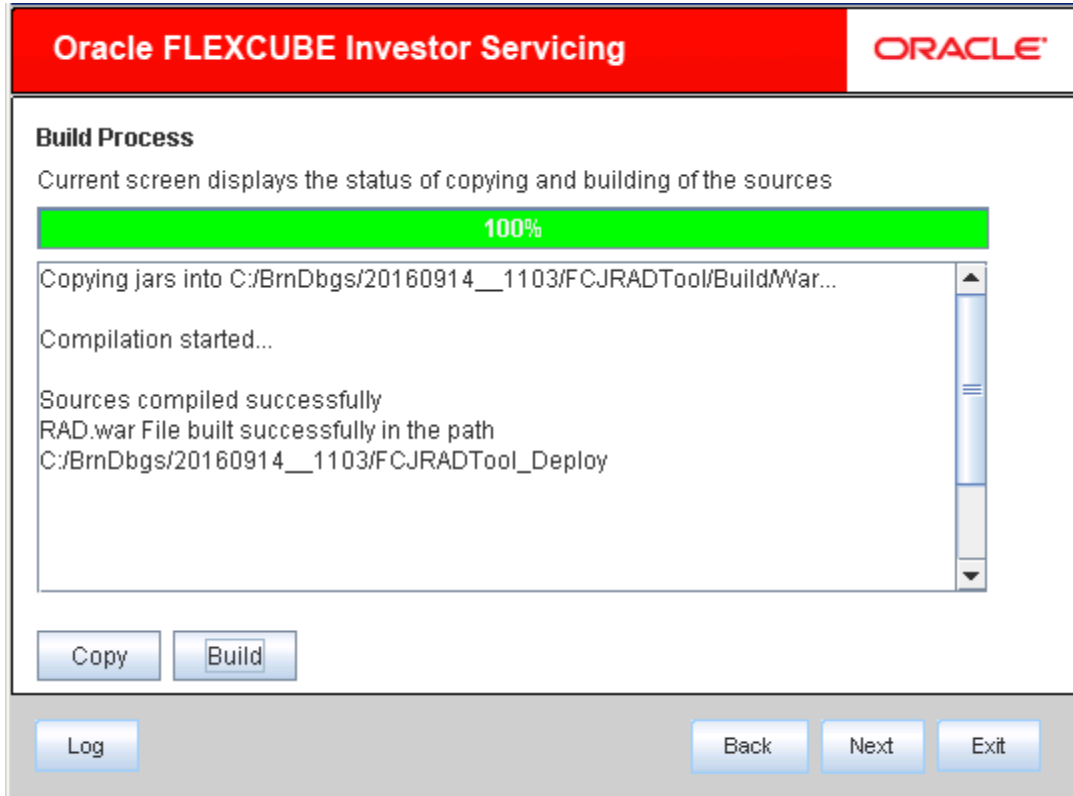 Oracle FLEXCUBE Investor Servicing
ORACLE
Build Process
Current screen displays the status of copying and building of the sources
100%
Copying jars into C:/BrnDbgs/20160914__1103/FCJRADTool/Build/War...
Compilation started...
Sources compiled successfully
RAD.war File built successfully in the path
C:/BrnDbgs/20160914__1103/FCJRADTool_Deploy
Copy Build
Log Back Next Exit